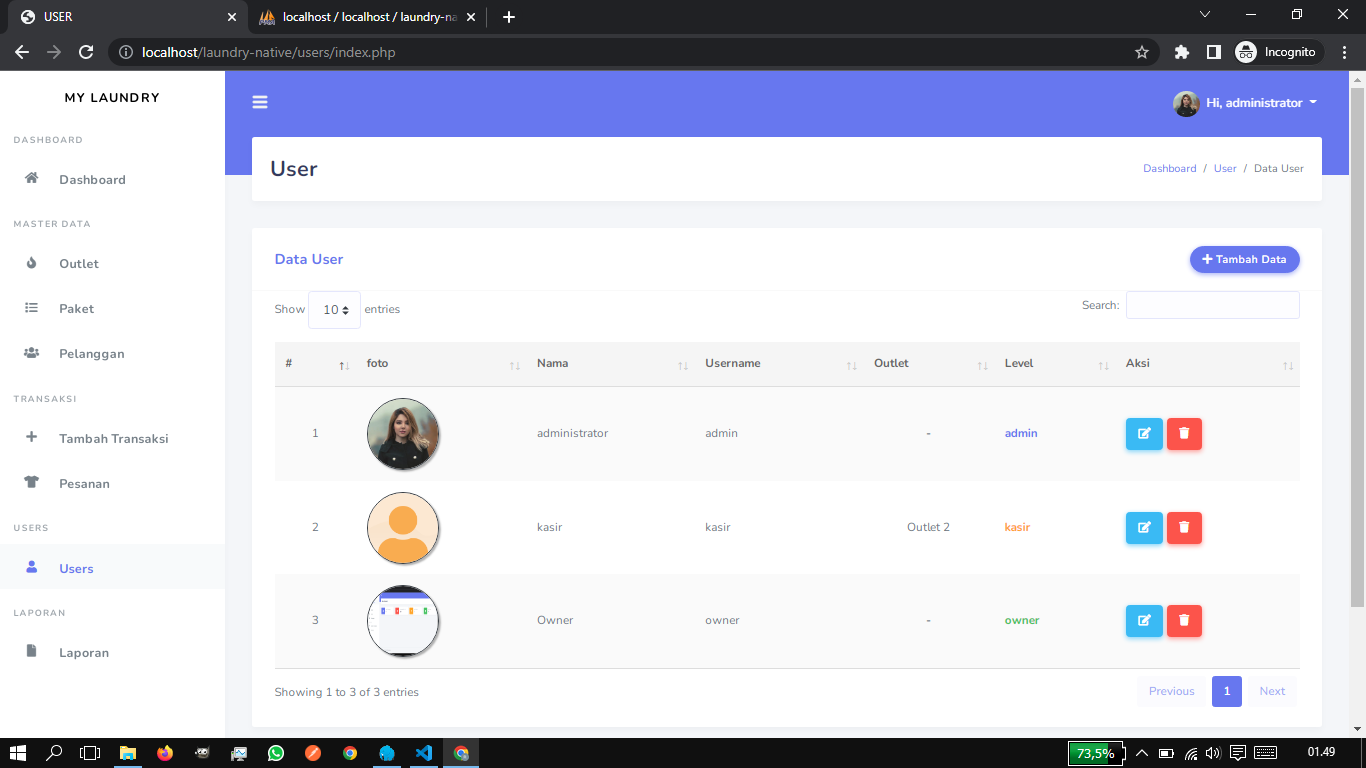 USER
localhost / localhost / laundry-na
localhost/laundry-native/users/index.php
Incognito
MY LAUNDRY
Hi, administrator
DASHBOARD
Dashboard
MASTER DATA
Outlet
Paket
Pelanggan
TRANSAKSI
Tambah Transaksi
Pesanan
USERS
Users
LAPORAN
Laporan
User
Dashboard / User / Data User
Data User
Tambah Data
Show 10 entries
Search:
# foto Nama Username Outlet Level Aksi
1 administrator admin - admin
2 kasir kasir Outlet 2 kasir
3 Owner owner - owner
Showing 1 to 3 of 3 entries
Previous 1 Next
73,5%
01.49